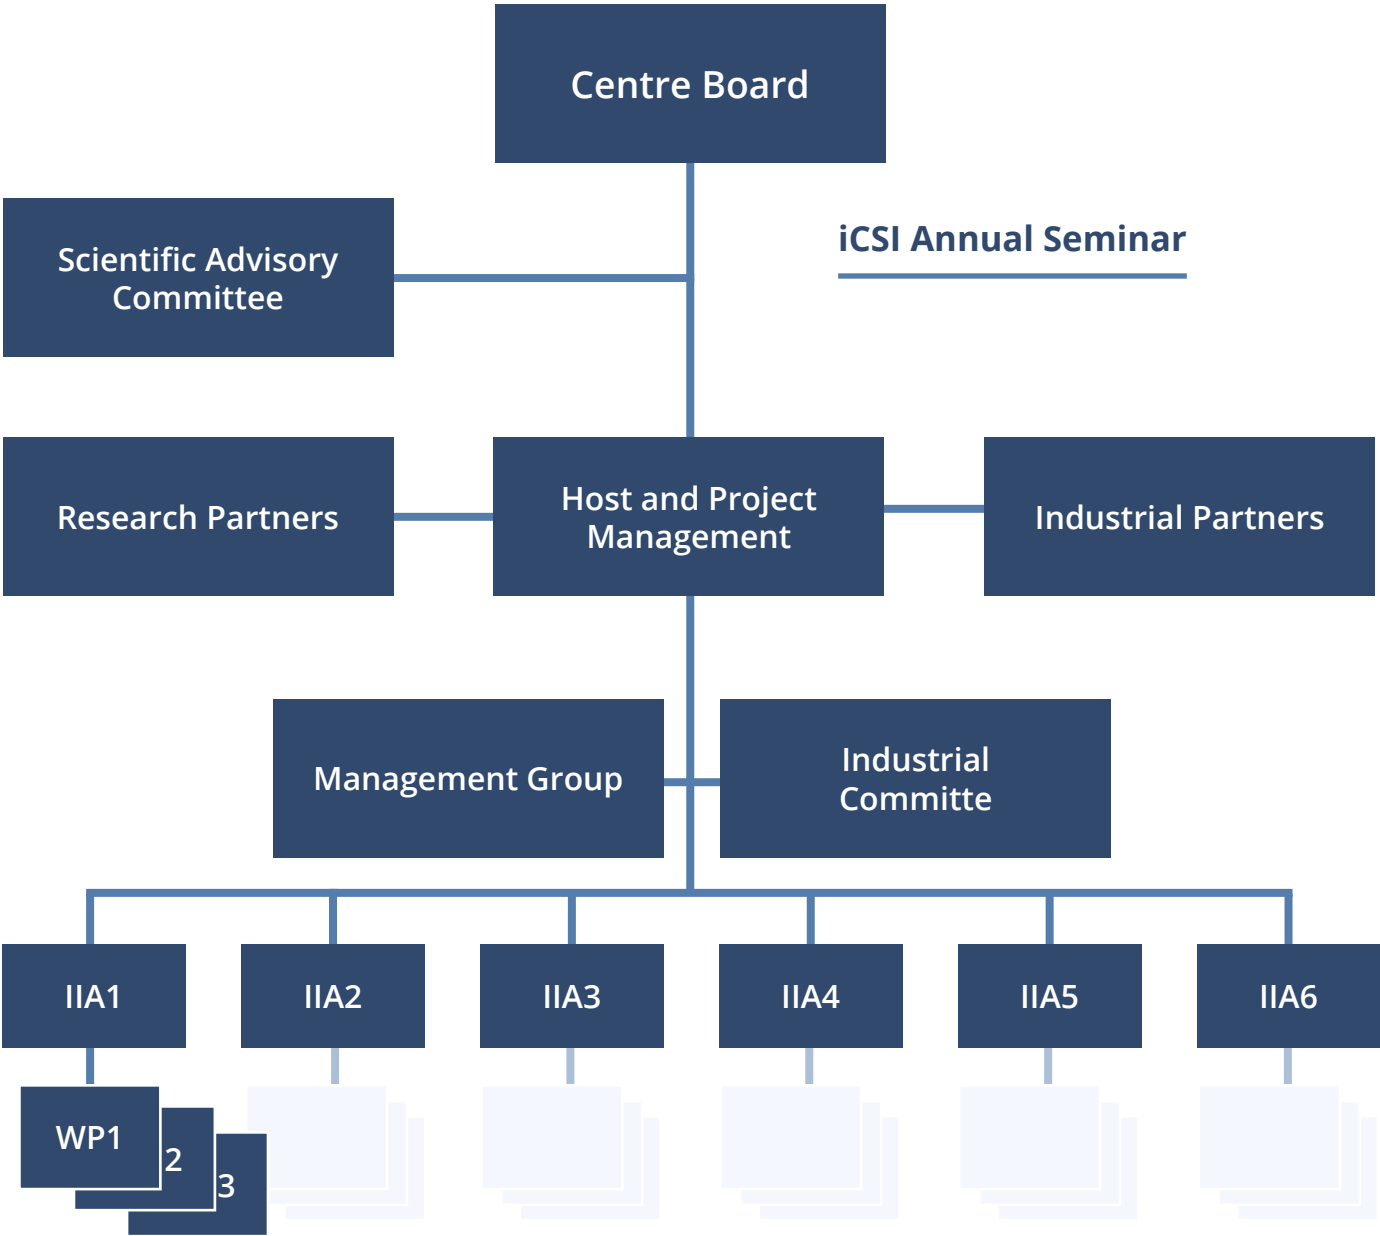 Centre Board
Scientific Advisory
Committee
iCSI Annual Seminar
Research Partners
Host and Project
Management
Industrial Partners
Management Group
Industrial
Committe
IIA1
IIA2
IIA3
IIA4
IIA5
IIA6
WP1
2
3